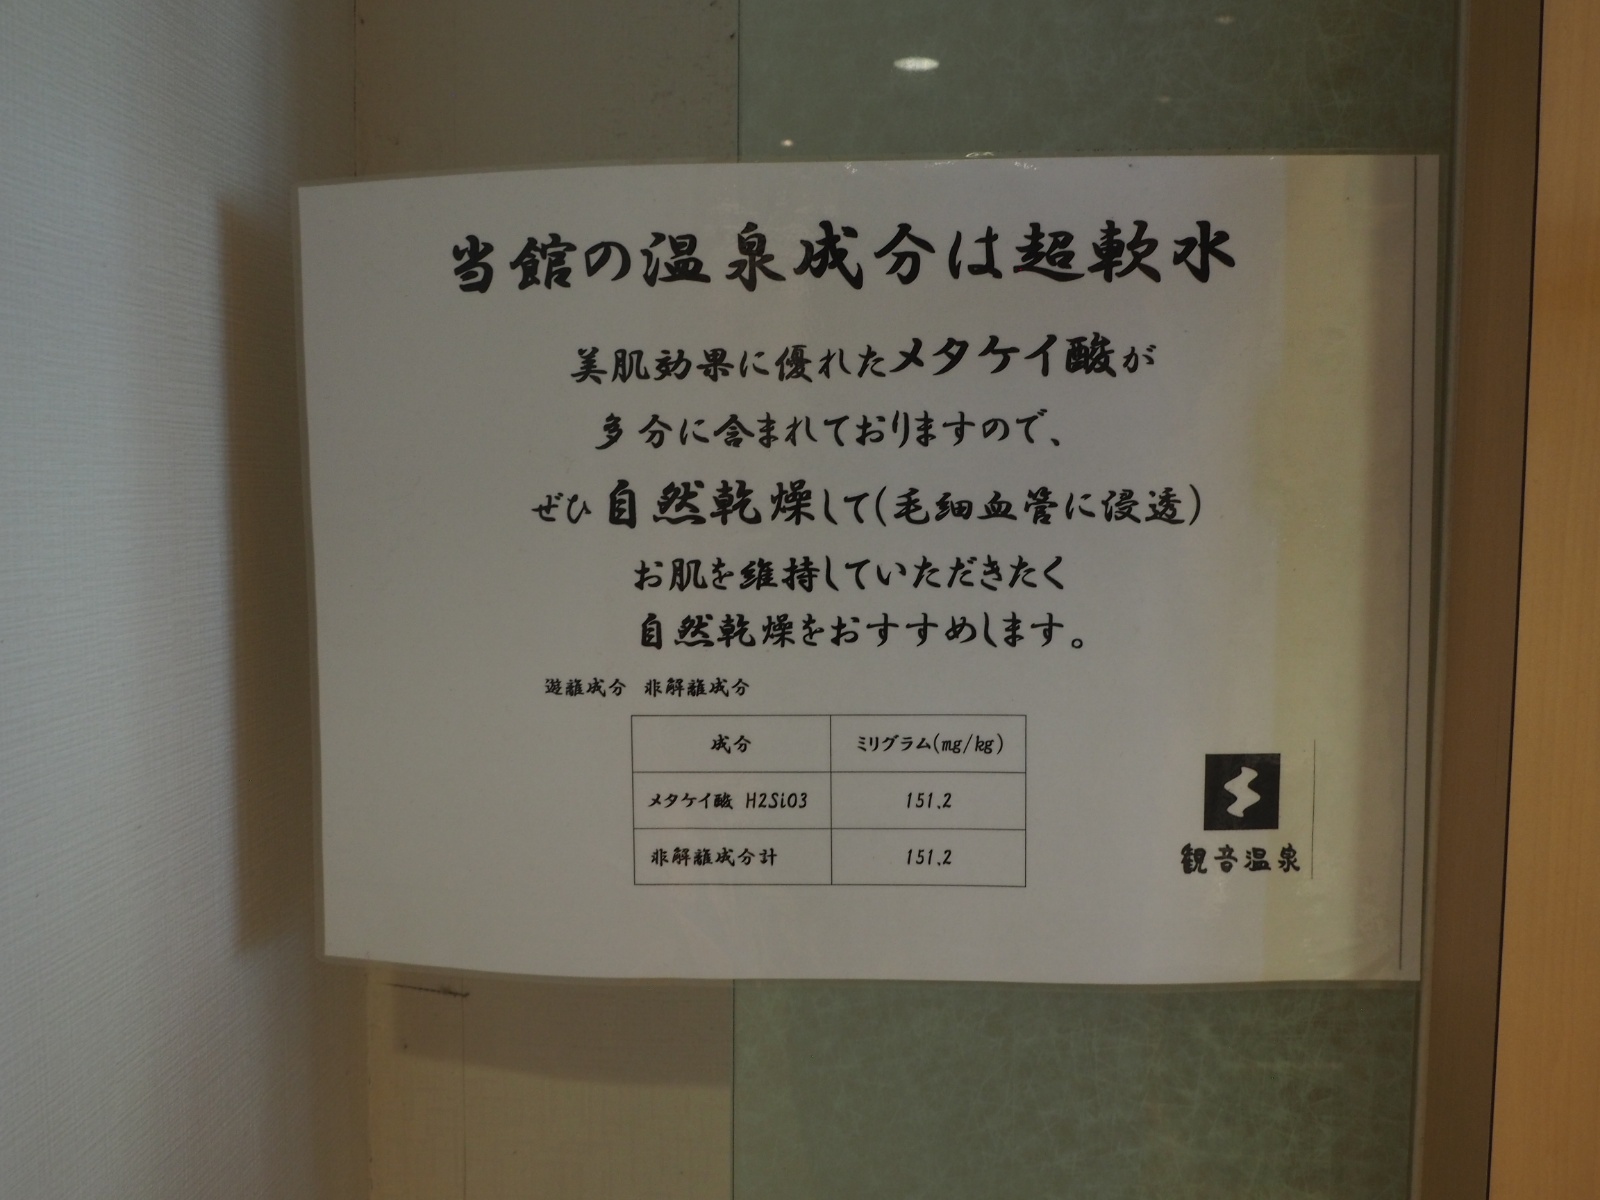 当館の温泉成分は超軟水
美肌効果に優れたメタケイ酸が
多分に含まれておりますので、
ぜひ自然乾燥して(毛細血管に浸透)
お肌を維持していただきたく
自然乾燥をおすすめします。
遊離成分 非解離成分
成分 ミリグラム(mg/kg)
メタケイ酸 H2SiO3 151.2
非解離成分計 151.2
観音温泉